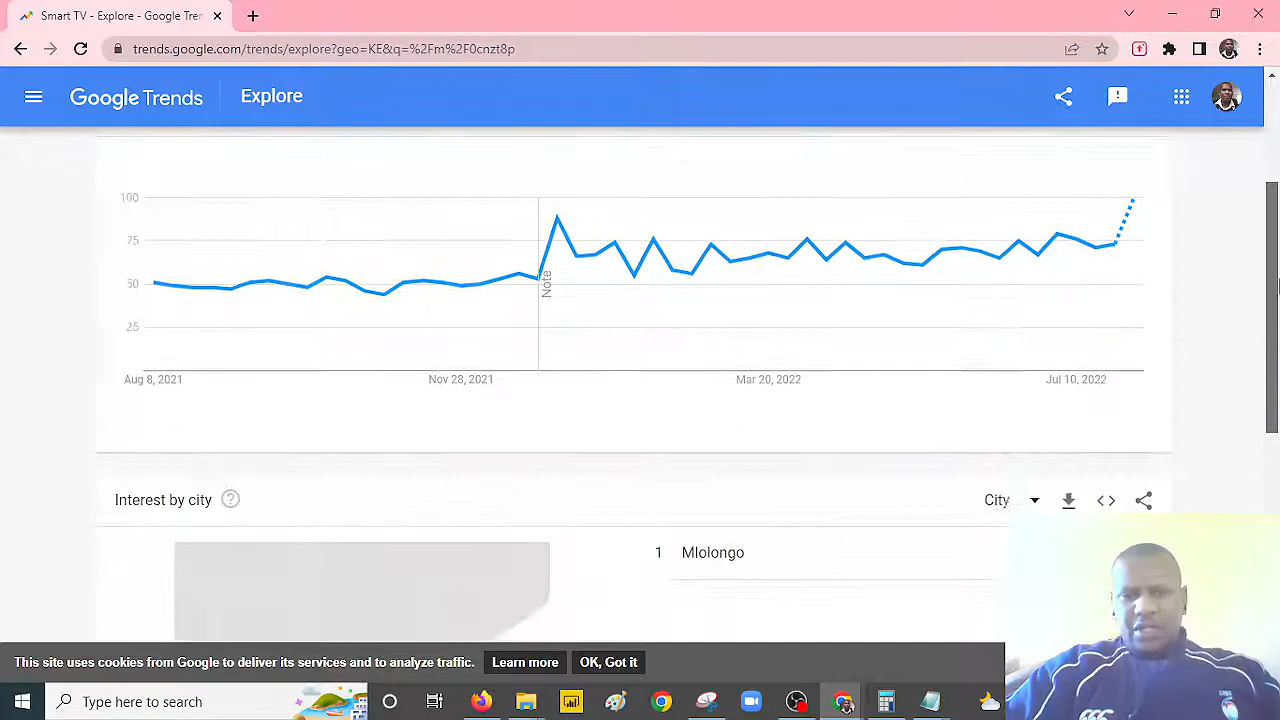 Smart TV - Explore - Google Tren
trends.google.com/trends/explore?geo=KE&q=%2Fm%2F0cnzt8p
Google Trends Explore
100
75
50
25
Note
Aug 8, 2021 Nov 28, 2021 Mar 20, 2022 Jul 10, 2022
Interest by city City
1 Mlolongo
This site uses cookies from Google to deliver its services and to analyze traffic. Learn more OK, Got it
Type here to search